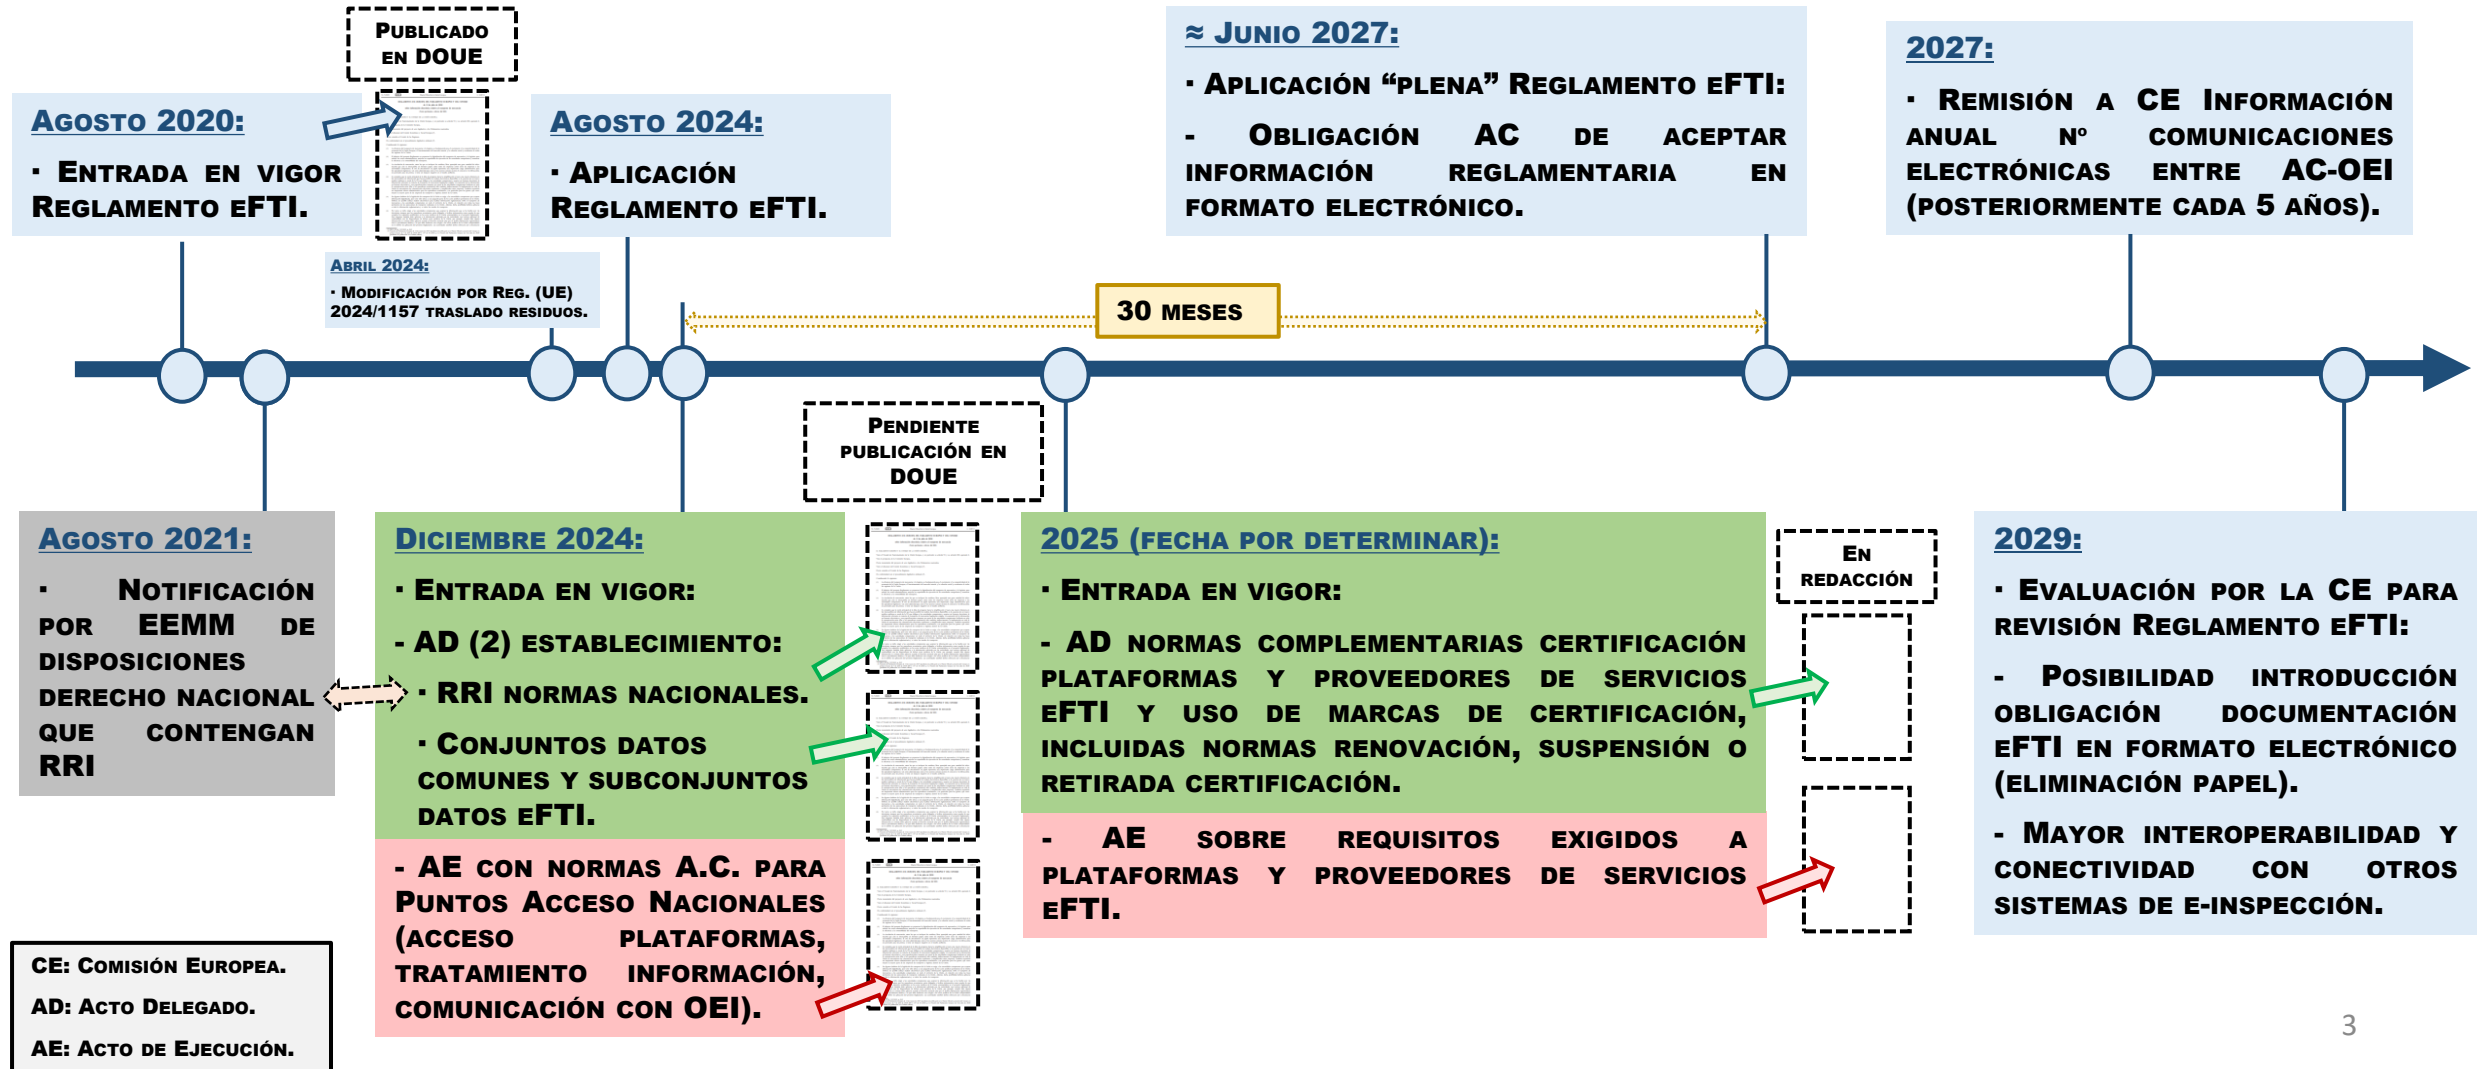 PUBLICADO
EN DOUE
AGOSTO 2020:
· ENTRADA EN VIGOR
REGLAMENTO EFTI.
ABRIL 2024:
· MODIFICACIÓN POR REG. (UE)
2024/1157 TRASLADO RESIDUOS.
AGOSTO 2024:
· APLICACIÓN
REGLAMENTO EFTI.
≈ JUNIO 2027:
· APLICACIÓN “PLENA” REGLAMENTO EFTI:
- OBLIGACIÓN AC DE ACEPTAR
INFORMACIÓN REGLAMENTARIA EN
FORMATO ELECTRÓNICO.
2027:
· REMISIÓN A CE INFORMACIÓN
ANUAL Nº COMUNICACIONES
ELECTRÓNICAS ENTRE AC-OEI
(POSTERIORMENTE CADA 5 AÑOS).
30 MESES
PENDIENTE
PUBLICACIÓN EN
DOUE
AGOSTO 2021:
· NOTIFICACIÓN
POR EEMM DE
DISPOSICIONES
DERECHO NACIONAL
QUE CONTENGAN
RRI
DICIEMBRE 2024:
· ENTRADA EN VIGOR:
- AD (2) ESTABLECIMIENTO:
· RRI NORMAS NACIONALES.
· CONJUNTOS DATOS
COMUNES Y SUBCONJUNTOS
DATOS EFTI.
- AE CON NORMAS A.C. PARA
PUNTOS ACCESO NACIONALES
(ACCESO PLATAFORMAS,
TRATAMIENTO INFORMACIÓN,
COMUNICACIÓN CON OEI).
2025 (FECHA POR DETERMINAR):
· ENTRADA EN VIGOR:
- AD NORMAS COMPLEMENTARIAS CERTIFICACIÓN
PLATAFORMAS Y PROVEEDORES DE SERVICIOS
EFTI Y USO DE MARCAS DE CERTIFICACIÓN,
INCLUIDAS NORMAS RENOVACIÓN, SUSPENSIÓN O
RETIRADA CERTIFICACIÓN.
- AE SOBRE REQUISITOS EXIGIDOS A
PLATAFORMAS Y PROVEEDORES DE SERVICIOS
EFTI.
EN
REDACCIÓN
2029:
· EVALUACIÓN POR LA CE PARA
REVISIÓN REGLAMENTO EFTI:
- POSIBILIDAD INTRODUCCIÓN
OBLIGACIÓN DOCUMENTACIÓN
EFTI EN FORMATO ELECTRÓNICO
(ELIMINACIÓN PAPEL).
- MAYOR INTEROPERABILIDAD Y
CONECTIVIDAD CON OTROS
SISTEMAS DE E-INSPECCIÓN.
CE: COMISIÓN EUROPEA.
AD: ACTO DELEGADO.
AE: ACTO DE EJECUCIÓN.
3